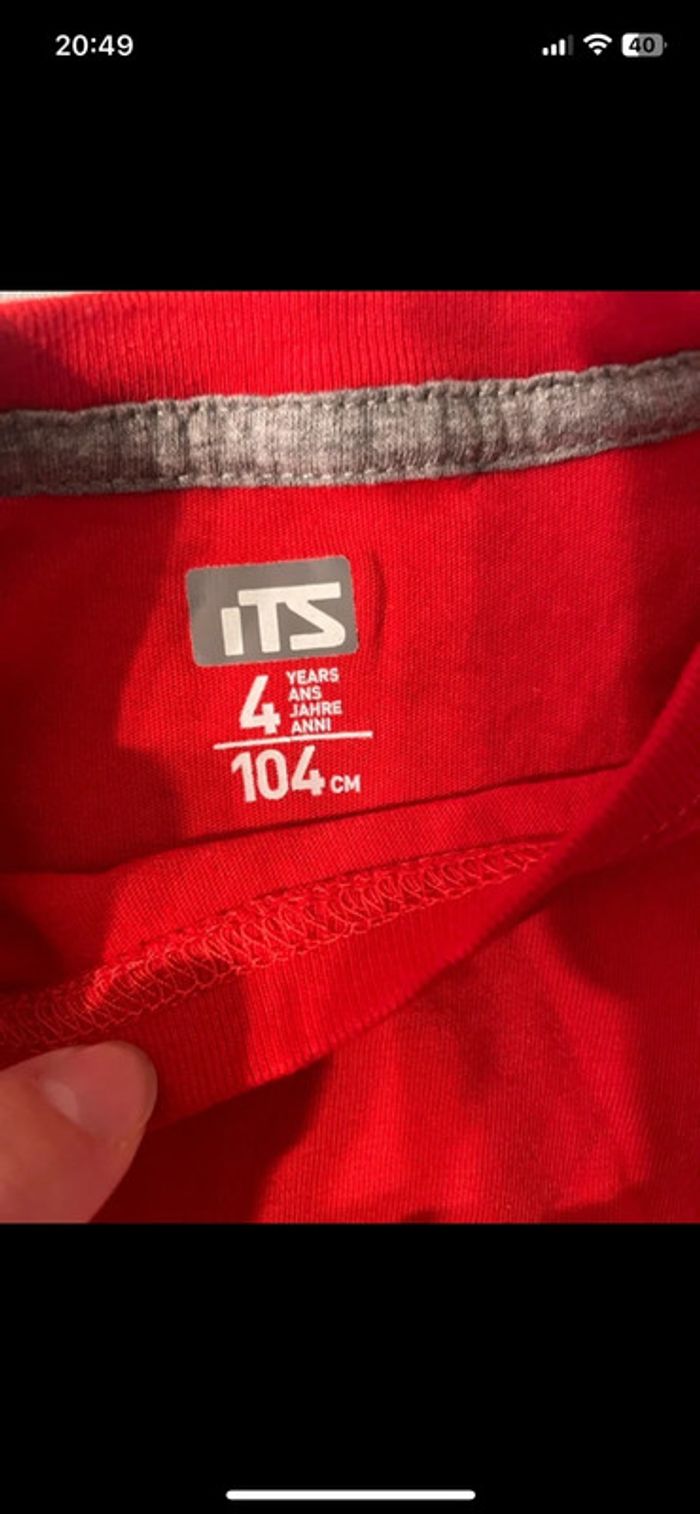 20:49
40
iTS
4 YEARS
ANS
JAHRE
ANNI
104 CM